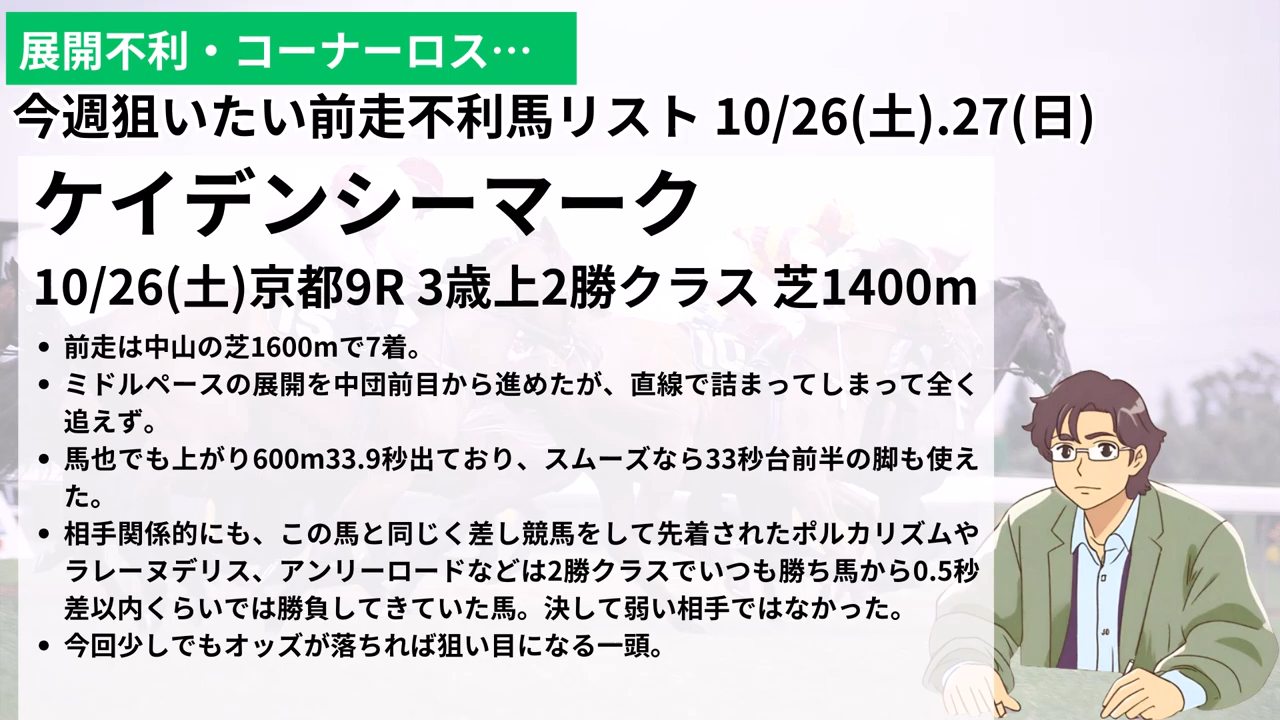 展開不利・コーナーロス…
今週狙いたい前走不利馬リスト 10/26(土).27(日)
ケイデンシーマーク
10/26(土)京都9R 3歳上2勝クラス 芝1400m
• 前走は中山の芝1600mで7着。
• ミドルペースの展開を中団前目から進めたが、直線で詰まってしまって全く
追えず。
• 馬也でも上がり600m33.9秒出ており、スムーズなら33秒台前半の脚も使え
た。
• 相手関係的にも、この馬と同じく差し競馬をして先着されたポルカリズムや
ラレーヌデリス、アンリーロードなどは2勝クラスでいつも勝ち馬から0.5秒
差以内くらいでは勝負してきていた馬。決して弱い相手ではなかった。
• 今回少しでもオッズが落ちれば狙い目になる一頭。